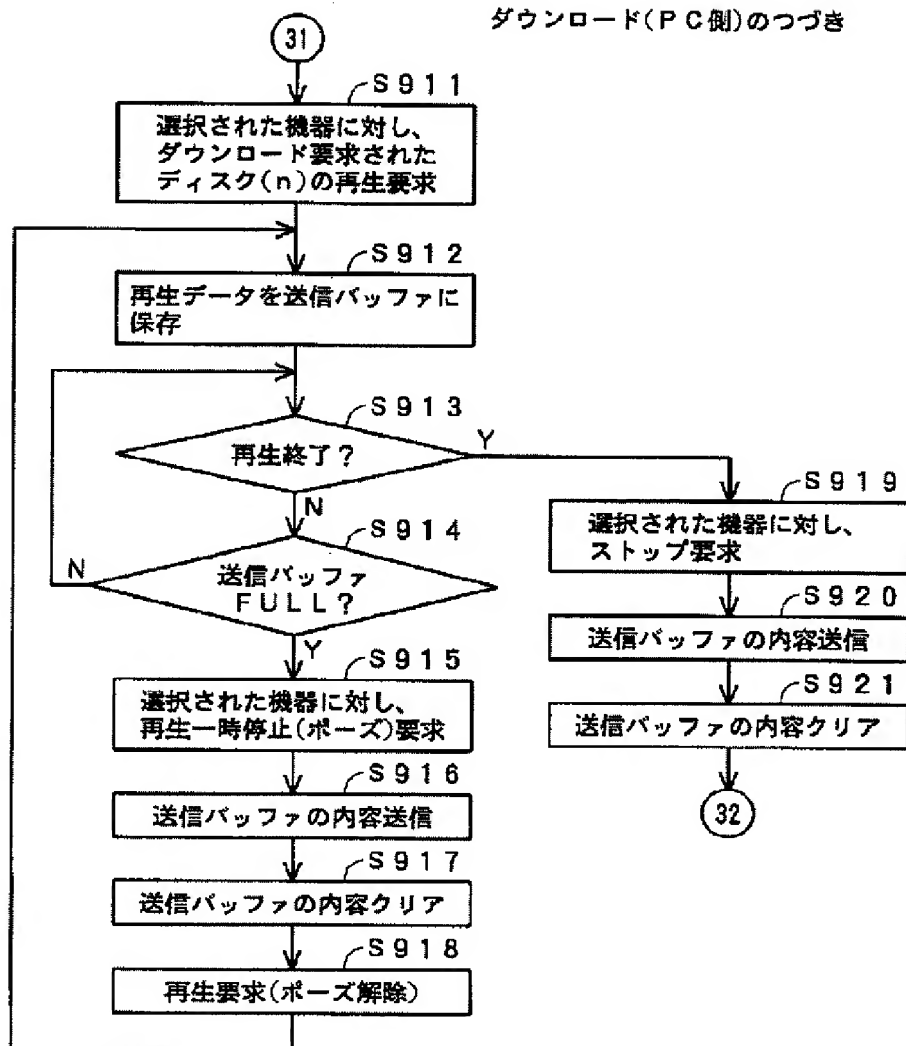 ダウンロード(PC側)のつづき
31
S911
選択された機器に対し、
ダウンロード要求された
ディスク(n)の再生要求
S912
再生データを送信バッファに
保存
S913
再生終了?
Y
N
S914
送信バッファ
FULL?
N
Y
S915
選択された機器に対し、
再生一時停止(ポーズ)要求
S916
送信バッファの内容送信
S917
送信バッファの内容クリア
S918
再生要求(ポーズ解除)
S919
選択された機器に対し、
ストップ要求
S920
送信バッファの内容送信
S921
送信バッファの内容クリア
32